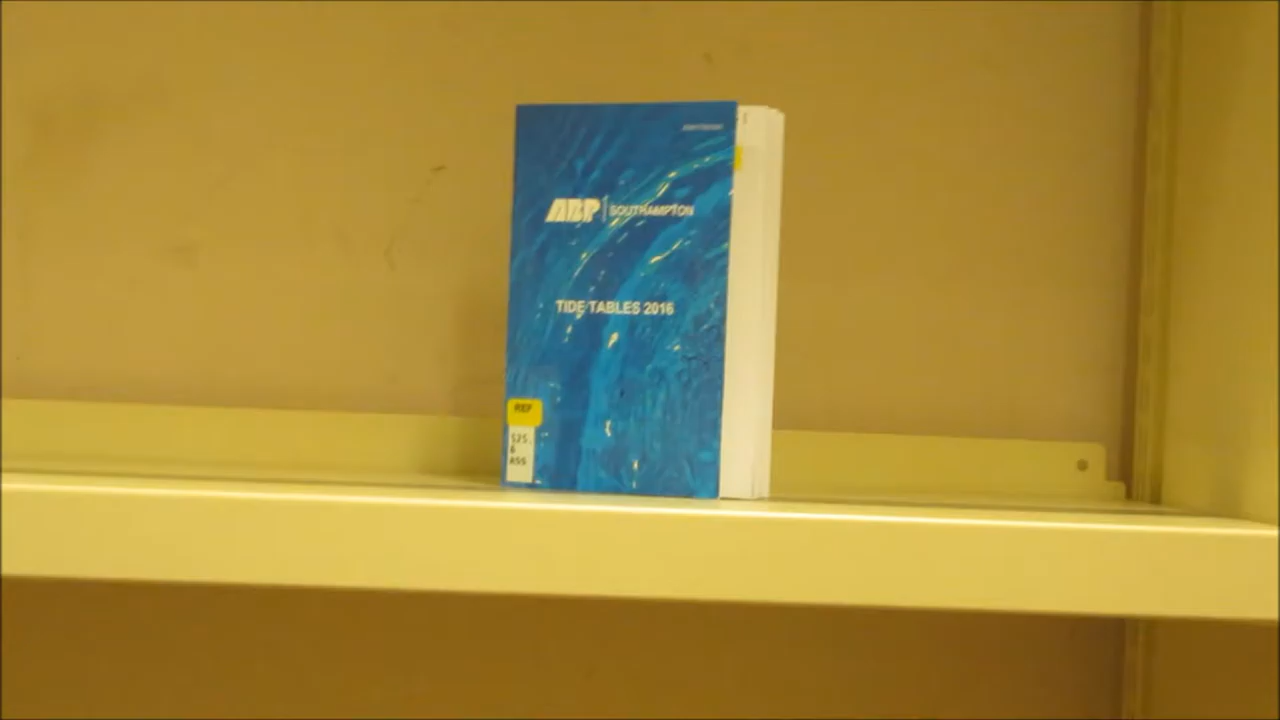 ABP SOUTHAMPTON
TIDE TABLES 2016
REF
525.
6
ASS